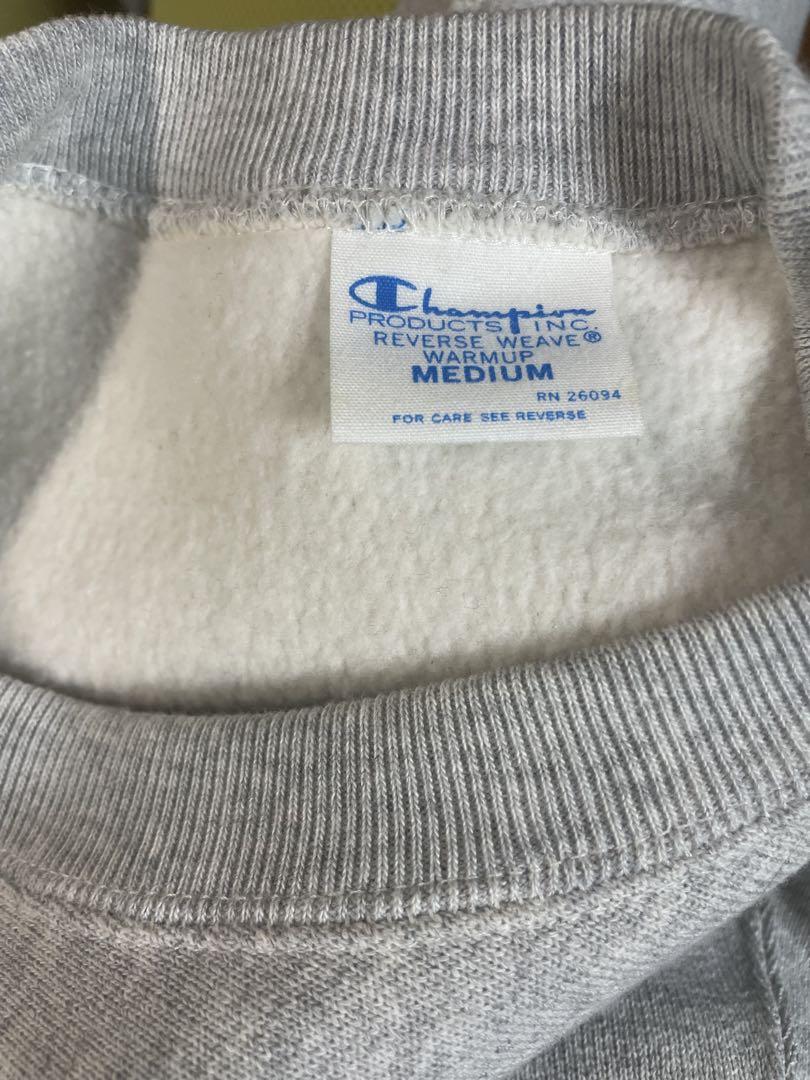 Champion
PRODUCTS INC.
REVERSE WEAVE®
WARMUP
MEDIUM
RN 26094
FOR CARE SEE REVERSE